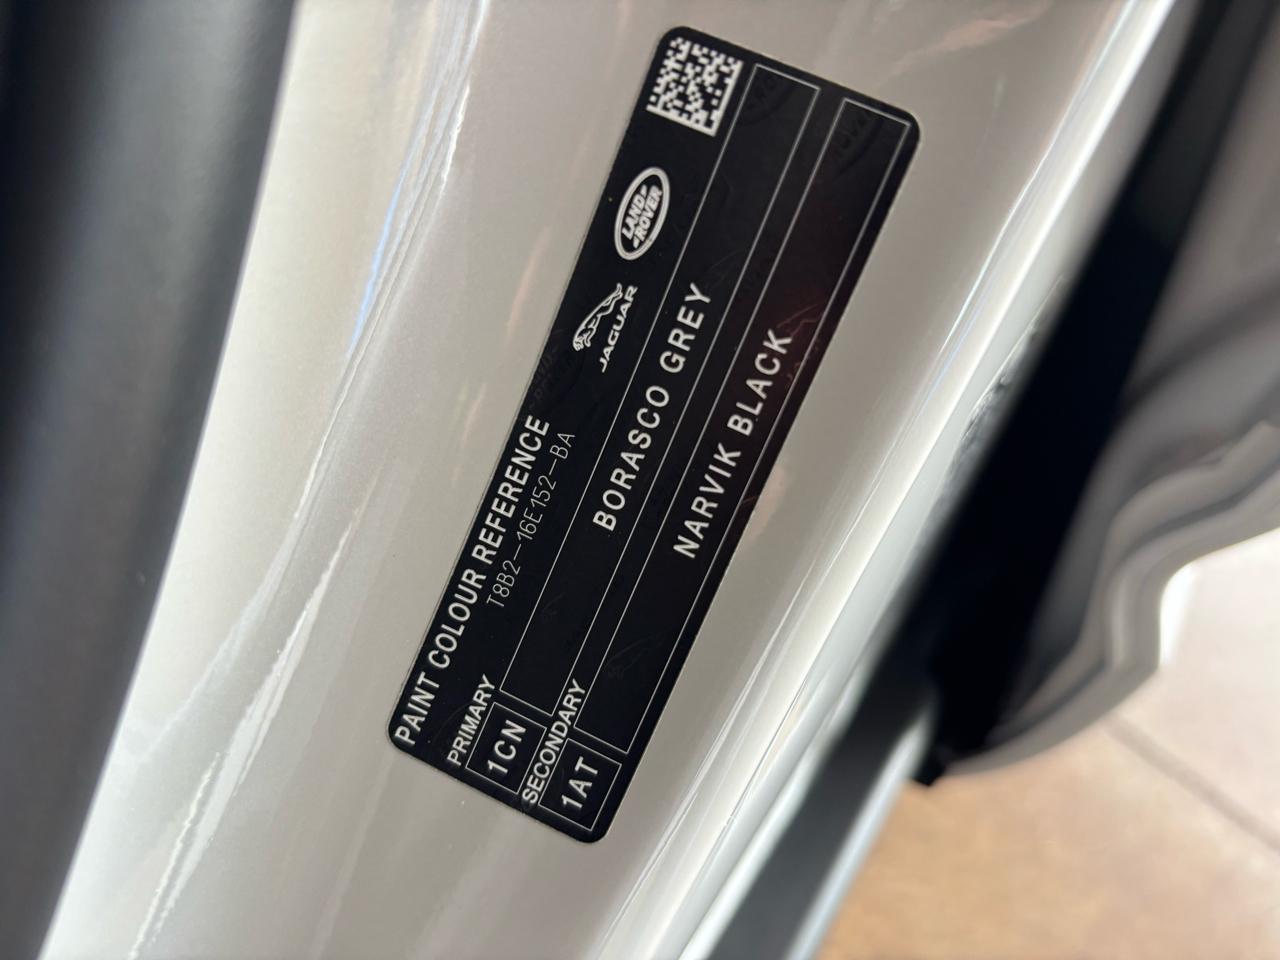 PAINT COLOUR REFERENCE
T8B2-16E152-BA
JAGUAR
LAND
ROVER
PRIMARY
1CN
BORASCO GREY
SECONDARY
1AT
NARVIK BLACK